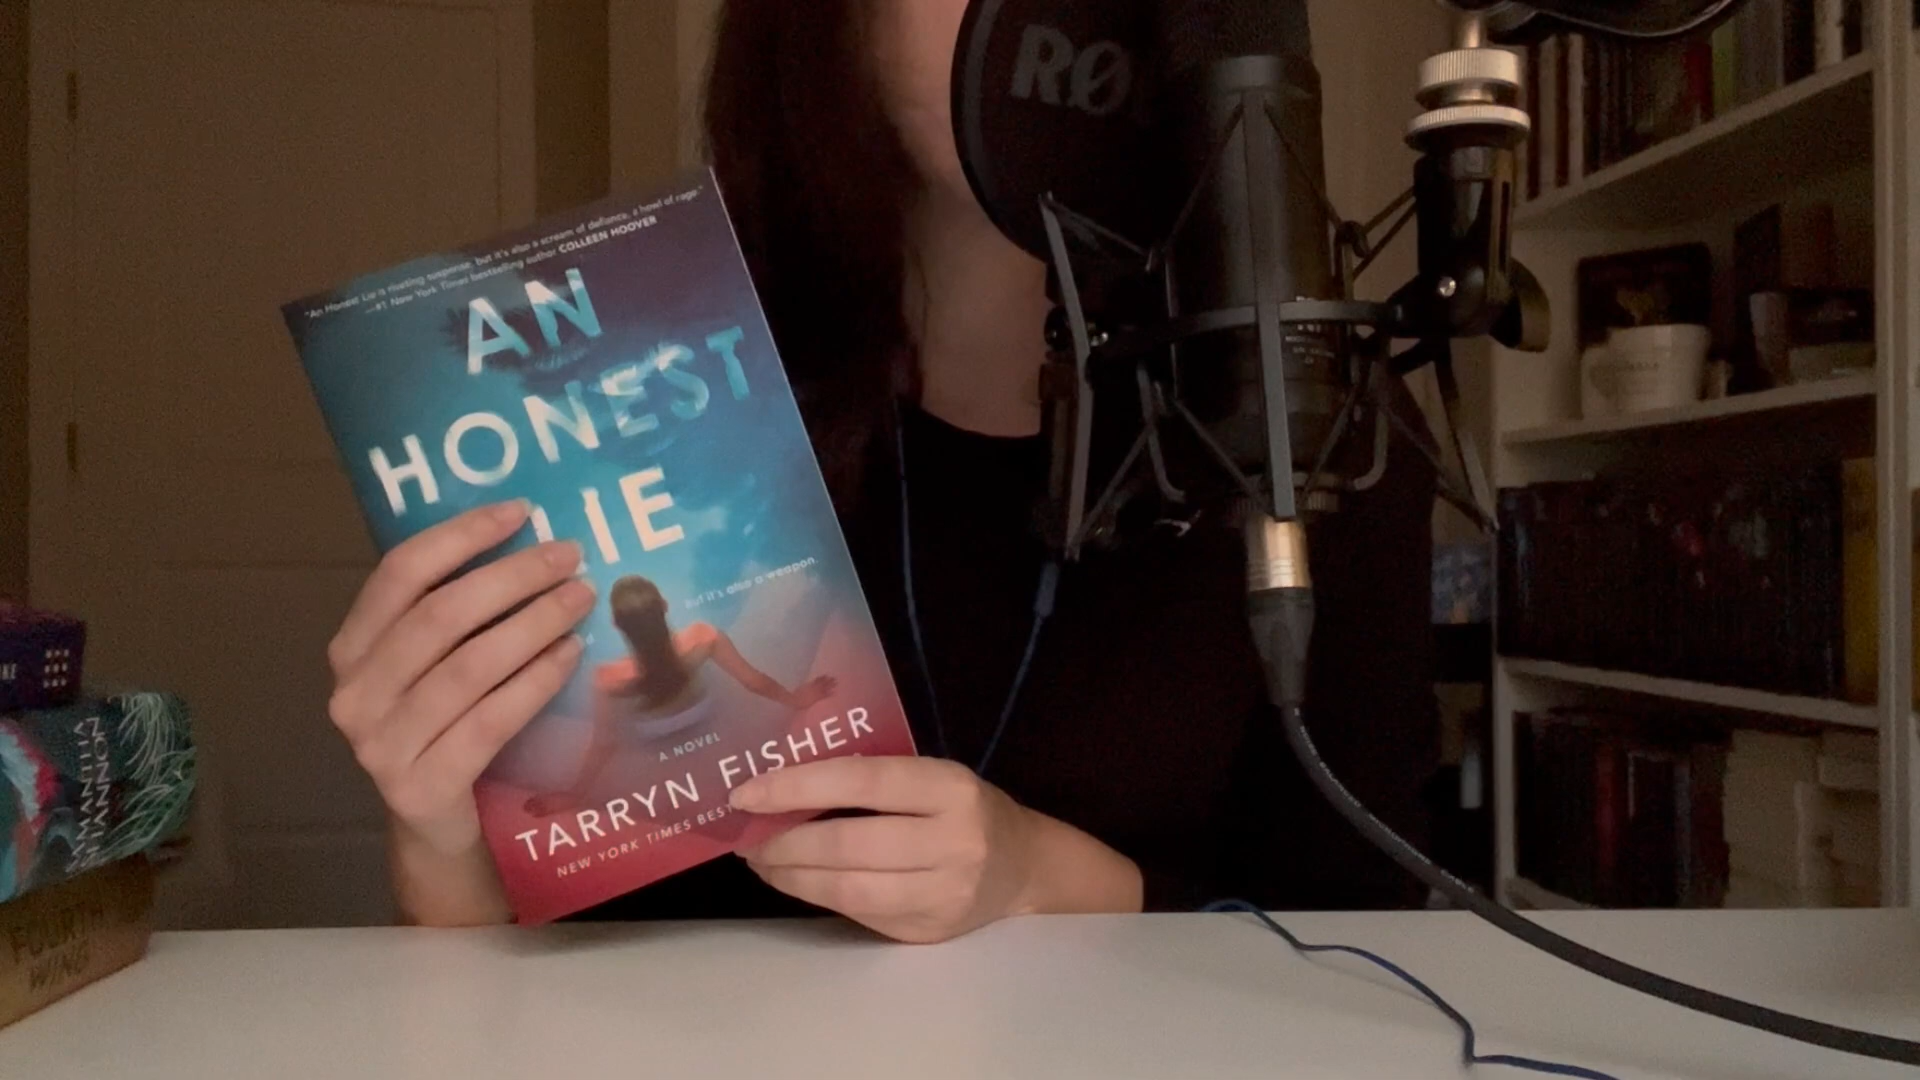 "An Honest Lie is riveting suspense, but it's also a scream of defiance, a howl of rage."
—#1 New York Times bestselling author COLLEEN HOOVER
AN
HONEST
LIE
but it's also a weapon.
A NOVEL
TARRYN FISHER
NEW YORK TIMES
RØ
SHANNON
FOURTH
WING